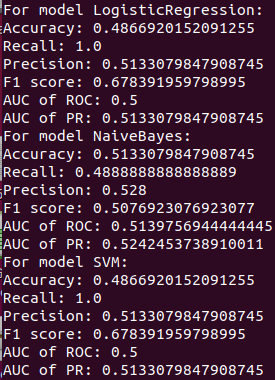 For model LogisticRegression:
Accuracy: 0.4866920152091255
Recall: 1.0
Precision: 0.5133079847908745
F1 score: 0.678391959798995
AUC of ROC: 0.5
AUC of PR: 0.5133079847908745
For model NaiveBayes:
Accuracy: 0.5133079847908745
Recall: 0.4888888888888889
Precision: 0.528
F1 score: 0.5076923076923077
AUC of ROC: 0.5139756944444445
AUC of PR: 0.5242453738910011
For model SVM:
Accuracy: 0.4866920152091255
Recall: 1.0
Precision: 0.5133079847908745
F1 score: 0.678391959798995
AUC of ROC: 0.5
AUC of PR: 0.5133079847908745